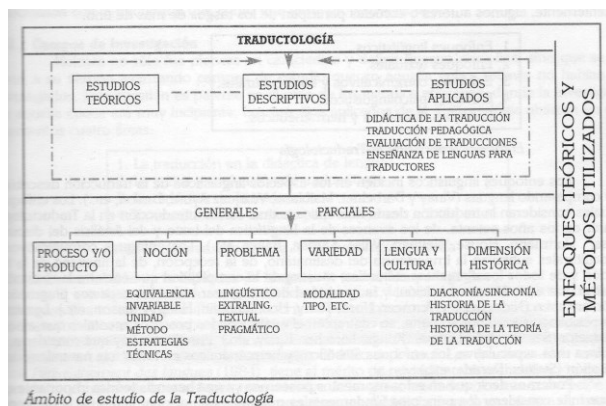 TRADUCTOLOGÍA
ESTUDIOS
TEÓRICOS
ESTUDIOS
DESCRIPTIVOS
ESTUDIOS
APLICADOS
DIDÁCTICA DE LA TRADUCCIÓN
TRADUCCIÓN PEDAGÓGICA
EVALUACIÓN DE TRADUCCIONES
ENSEÑANZA DE LENGUAS PARA
TRADUCTORES
GENERALES
PARCIALES
PROCESO Y/O
PRODUCTO
NOCIÓN
EQUIVALENCIA
INVARIABLE
UNIDAD
MÉTODO
ESTRATEGIAS
TÉCNICAS
PROBLEMA
LINGÜÍSTICO
EXTRALING.
TEXTUAL
PRAGMÁTICO
VARIEDAD
MODALIDAD
TIPO, ETC.
LENGUA Y
CULTURA
DIMENSIÓN
HISTÓRICA
DIACRONÍA/SINCRONÍA
HISTORIA DE LA
TRADUCCIÓN
HISTORIA DE LA TEORÍA
DE LA TRADUCCIÓN
ENFOQUES TEÓRICOS Y
MÉTODOS UTILIZADOS
Ámbito de estudio de la Traductología